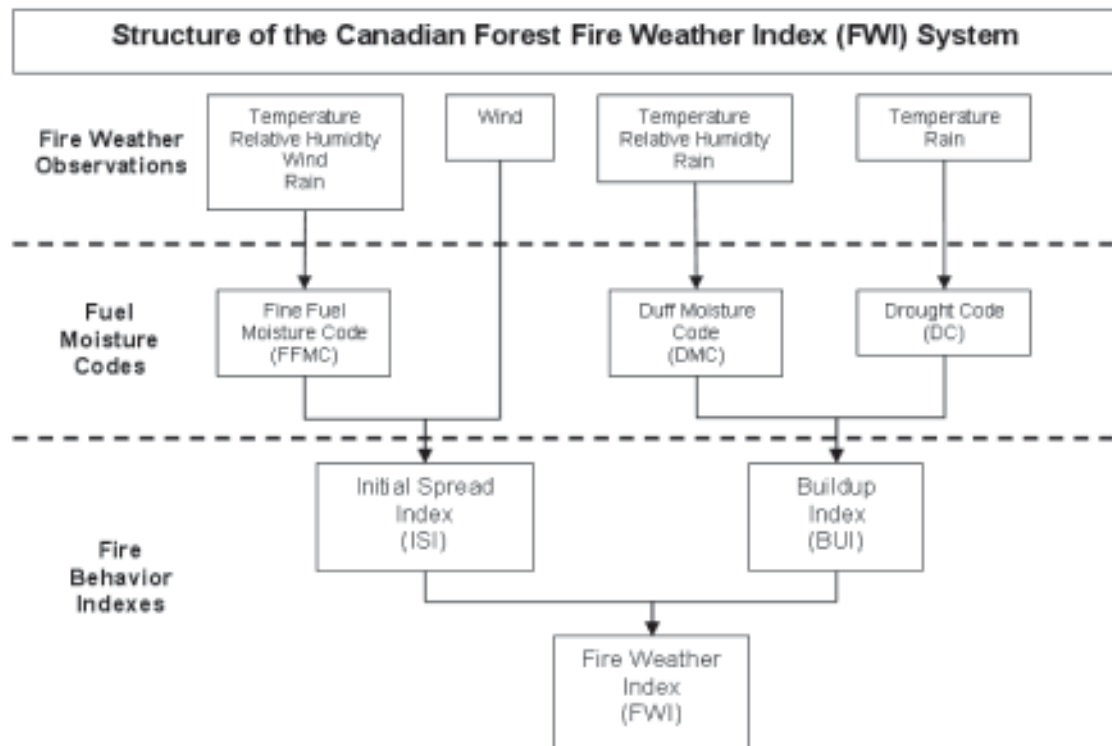 Structure of the Canadian Forest Fire Weather Index (FWI) System
Fire Weather
Observations
Temperature
Relative Humidity
Wind
Rain
Wind
Temperature
Relative Humidity
Rain
Temperature
Rain
Fuel
Moisture
Codes
Fine Fuel
Moisture Code
(FFMC)
Duff Moisture
Code
(DMC)
Drought Code
(DC)
Fire
Behavior
Indexes
Initial Spread
Index
(ISI)
Buildup
Index
(BUI)
Fire Weather
Index
(FWI)